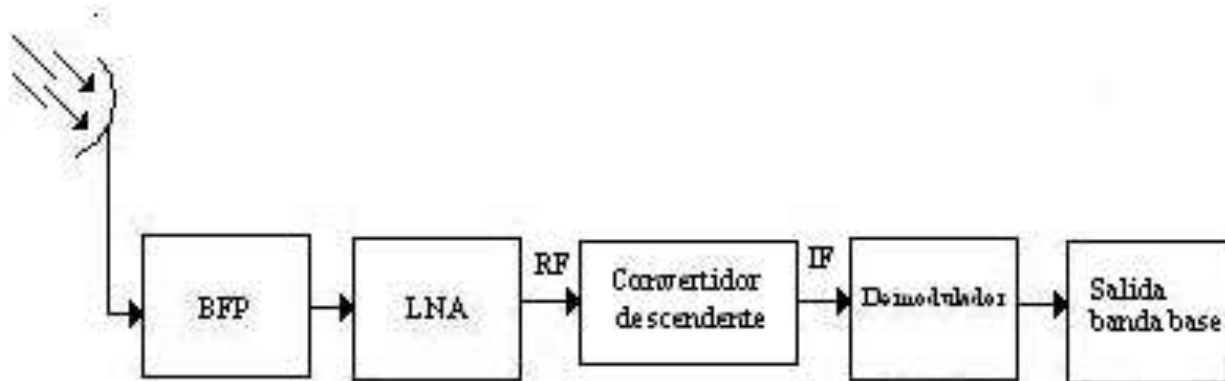 BFP
LNA
RF
Convertidor
descendente
IF
Demodulador
Salida
banda base